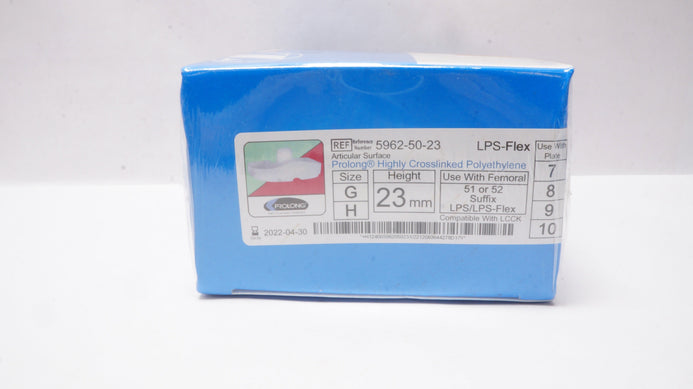 REF Reference Number 5962-50-23 LPS-Flex
Articular Surface
Prolong® Highly Crosslinked Polyethylene
Size G H
Height 23 mm
Use With Femoral
51 or 52
Suffix
LPS/LPS-Flex
Compatible With LCCK
Use With
Plate
7
8
9
10
PROLONG
2022-04-30